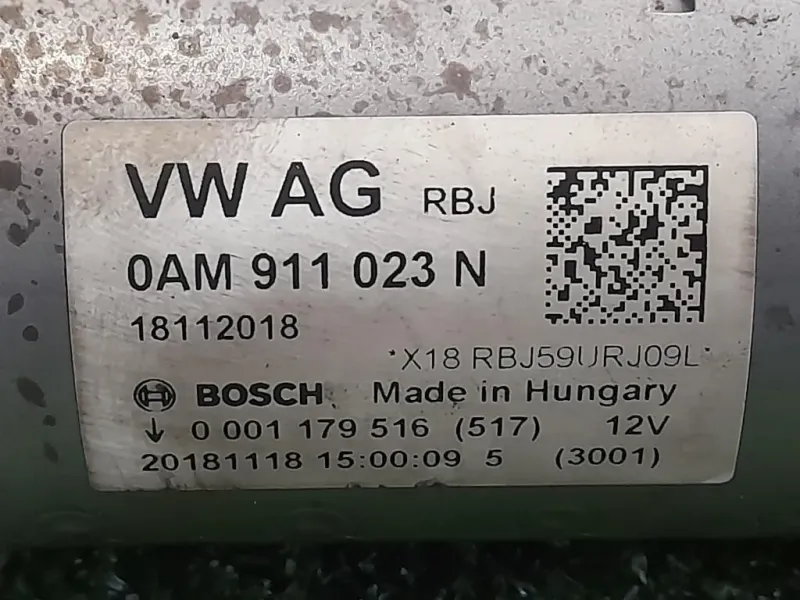 VW AG RBJ
0AM 911 023 N
18112018
*X18 RBJ59URJ09L*
BOSCH Made in Hungary
↓ 0 001 179 516 (517) 12V
20181118 15:00:09 5 (3001)